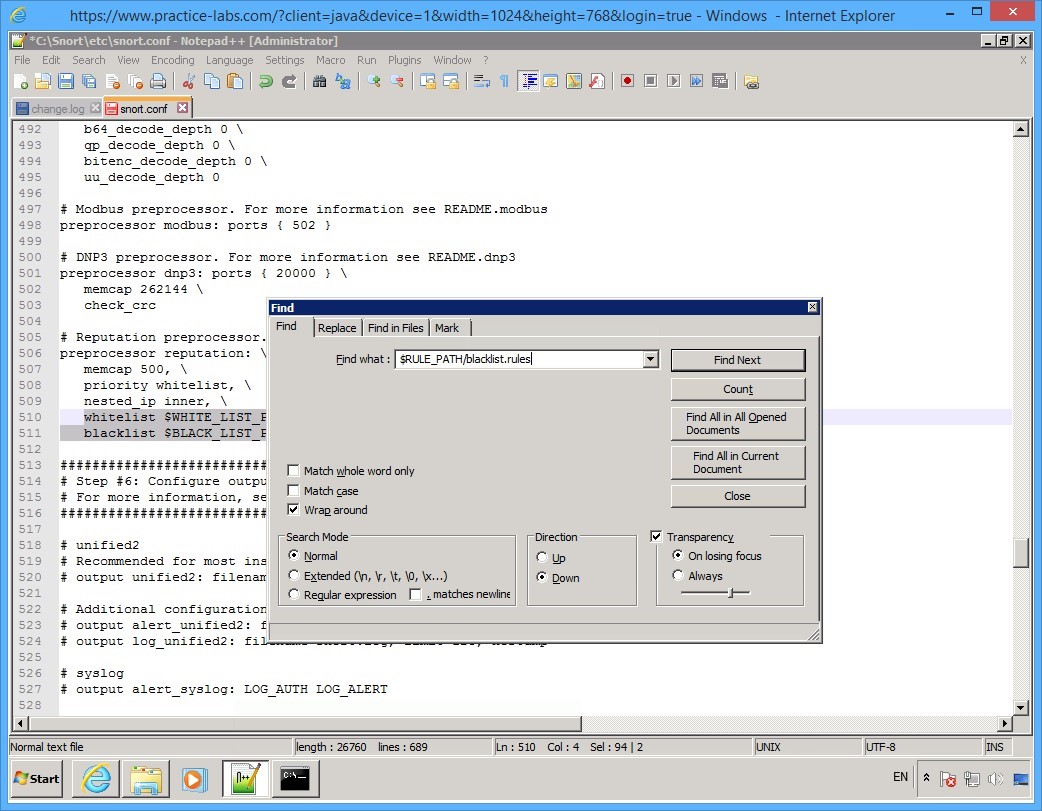 https://www.practice-labs.com/?client=java&device=1&width=1024&height=768&login=true - Windows - Internet Explorer
*C:\Snort\etc\snort.conf - Notepad++ [Administrator]
File Edit Search View Encoding Language Settings Macro Run Plugins Window ? X
change.log snort.conf
492 b64_decode_depth 0 \
493 qp_decode_depth 0 \
494 bitenc_decode_depth 0 \
495 uu_decode_depth 0
496
497 # Modbus preprocessor. For more information see README.modbus
498 preprocessor modbus: ports { 502 }
499
500 # DNP3 preprocessor. For more information see README.dnp3
501 preprocessor dnp3: ports { 20000 } \
502 memcap 262144 \
503 check_crc
504
505 # Reputation preprocessor.
506 preprocessor reputation: \
507 memcap 500, \
508 priority whitelist, \
509 nested_ip inner, \
510 whitelist $WHITE_LIST_P
511 blacklist $BLACK_LIST_P
512
513 ##########################
514 # Step #6: Configure outpu
515 # For more information, se
516 ##########################
517
518 # unified2
519 # Recommended for most ins
520 # output unified2: filenam
521
522 # Additional configuration
523 # output alert_unified2: f
524 # output log_unified2:
525
526 # syslog
527 # output alert_syslog: LOG_AUTH LOG_ALERT
528
Find
Find Replace Find in Files Mark
Find what : $RULE_PATH/blacklist.rules
Find Next
Count
Find All in All Opened
Documents
Find All in Current
Document
Close
Match whole word only
Match case
Wrap around
Search Mode
Normal
Extended (\n, \r, \t, \0, \x...)
Regular expression . matches newline
Direction
Up
Down
Transparency
On losing focus
Always
Normal text file length : 26760 lines : 689 Ln : 510 Col : 4 Sel : 94 | 2 UNIX UTF-8 INS
Start EN